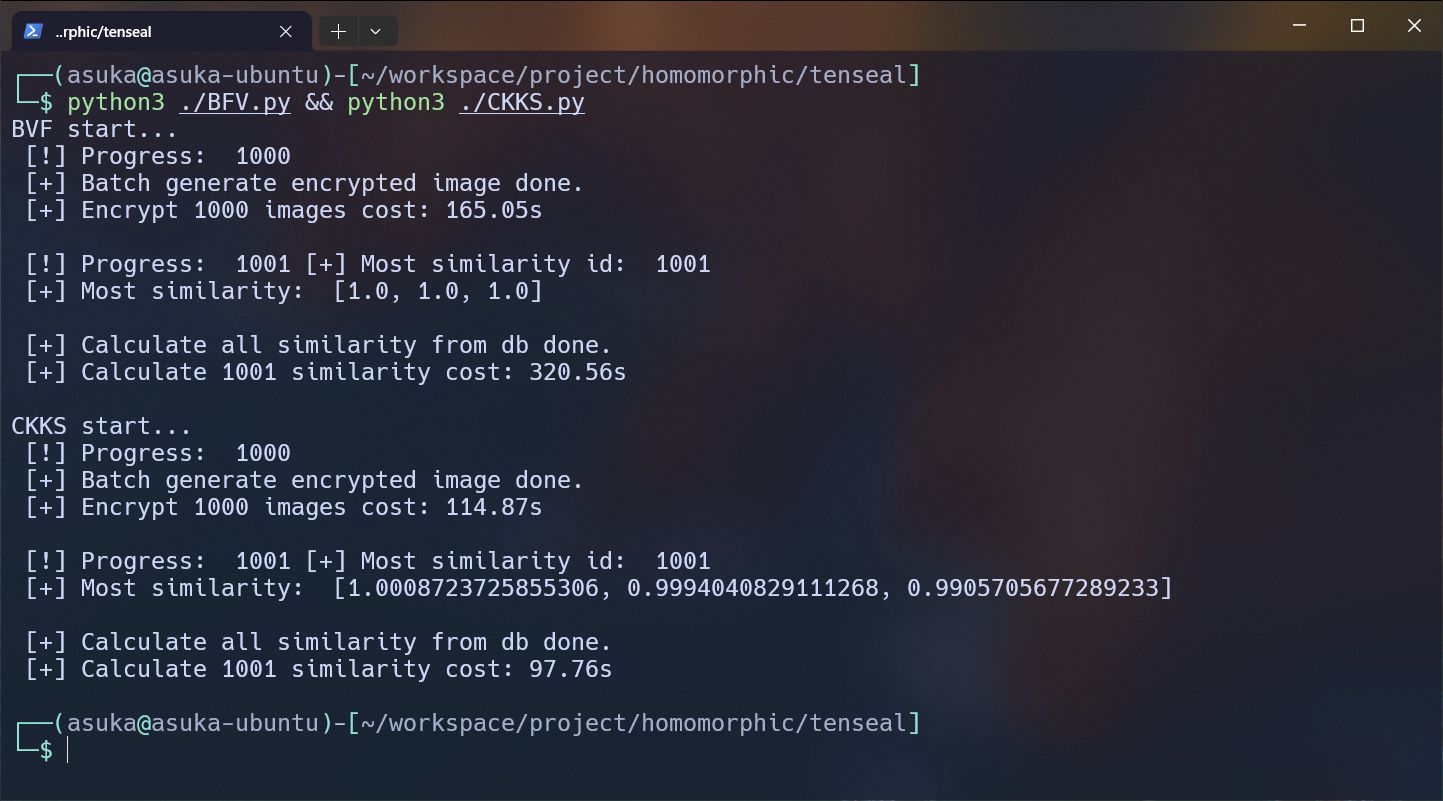 ..rphic/tenseal
┌──(asuka@asuka-ubuntu)-[~/workspace/project/homomorphic/tenseal]
└─$ python3 ./BFV.py && python3 ./CKKS.py
BVF start...
[!] Progress:  1000
[+] Batch generate encrypted image done.
[+] Encrypt 1000 images cost: 165.05s
[!] Progress:  1001 [+] Most similarity id:  1001
[+] Most similarity:  [1.0, 1.0, 1.0]
[+] Calculate all similarity from db done.
[+] Calculate 1001 similarity cost: 320.56s
CKKS start...
[!] Progress:  1000
[+] Batch generate encrypted image done.
[+] Encrypt 1000 images cost: 114.87s
[!] Progress:  1001 [+] Most similarity id:  1001
[+] Most similarity:  [1.0008723725855306, 0.9994040829111268, 0.9905705677289233]
[+] Calculate all similarity from db done.
[+] Calculate 1001 similarity cost: 97.76s
┌──(asuka@asuka-ubuntu)-[~/workspace/project/homomorphic/tenseal]
└─$